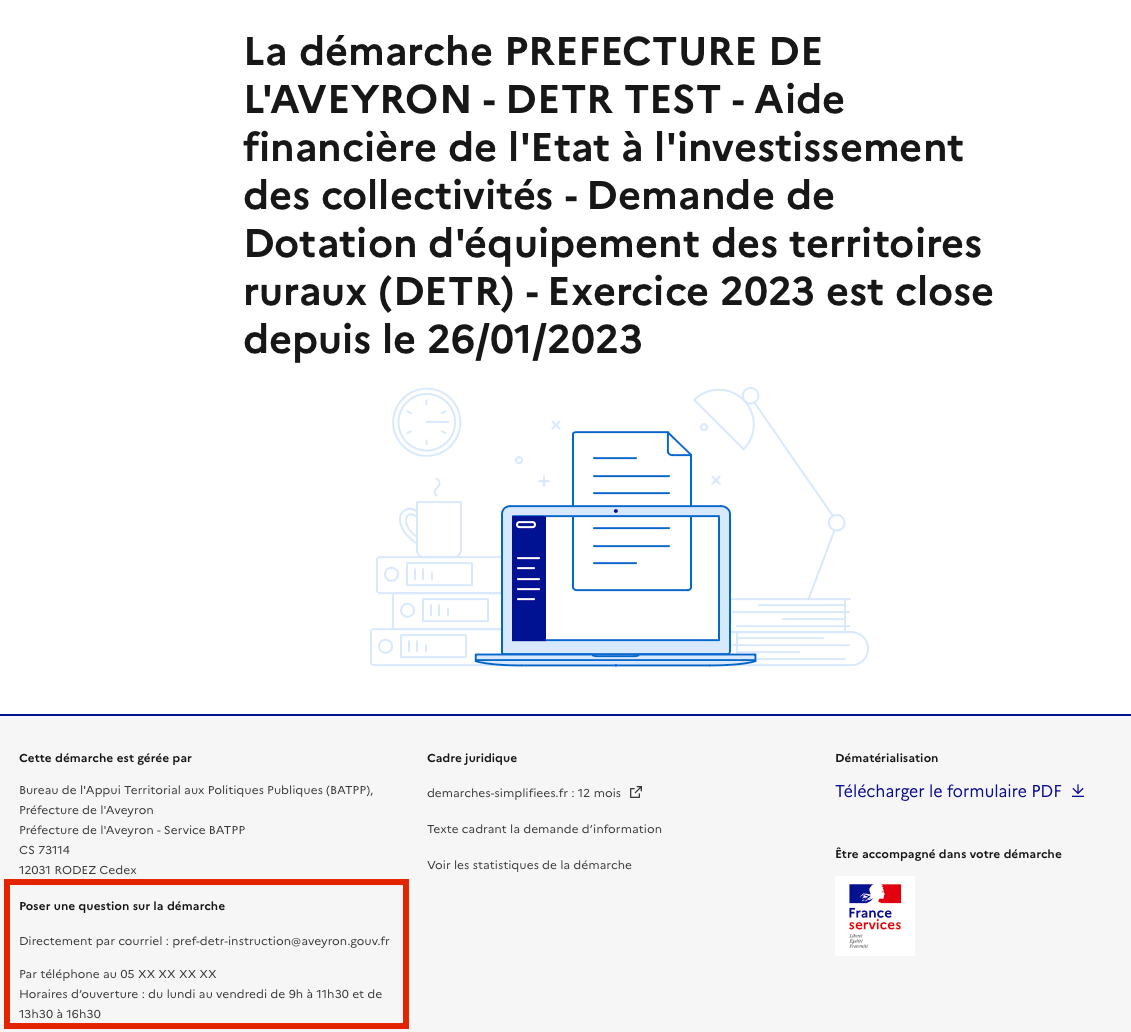 La démarche PREFECTURE DE
L'AVEYRON - DETR TEST - Aide
financière de l'Etat à l'investissement
des collectivités - Demande de
Dotation d'équipement des territoires
ruraux (DETR) - Exercice 2023 est close
depuis le 26/01/2023
Cette démarche est gérée par
Bureau de l'Appui Territorial aux Politiques Publiques (BATPP),
Préfecture de l'Aveyron
Préfecture de l'Aveyron - Service BATPP
CS 73114
12031 RODEZ Cedex
Poser une question sur la démarche
Directement par courriel : pref-detr-instruction@aveyron.gouv.fr
Par téléphone au 05 XX XX XX XX
Horaires d’ouverture : du lundi au vendredi de 9h à 11h30 et de
13h30 à 16h30
Cadre juridique
demarches-simplifiees.fr : 12 mois
Texte cadrant la demande d’information
Voir les statistiques de la démarche
Dématérialisation
Télécharger le formulaire PDF
Être accompagné dans votre démarche
France
services
Liberté
Égalité
Fraternité